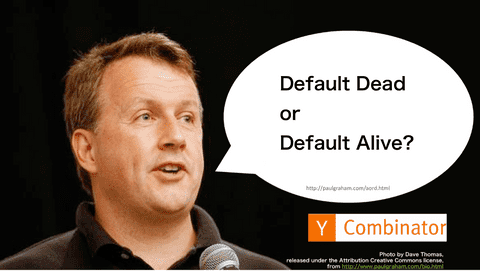 Default Dead
or
Default Alive?
http://paulgraham.com/aord.html
Y Combinator
Photo by Dave Thomas,
released under the Attribution Creative Commons license,
from http://www.paulgraham.com/bio.html